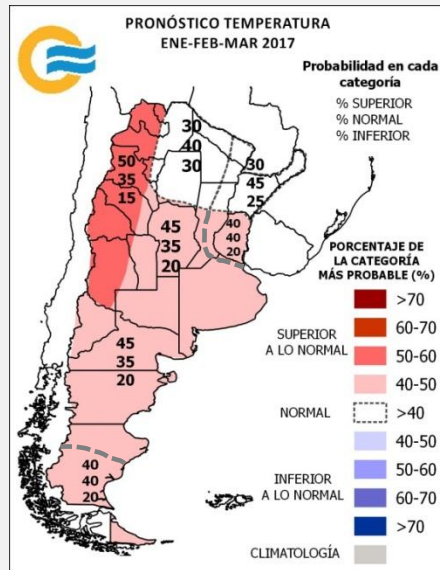 PRONÓSTICO TEMPERATURA
ENE-FEB-MAR 2017
Probabilidad en cada
categoría
% SUPERIOR
% NORMAL
% INFERIOR
30
40
30
50
35
15
30
45
25
45
35
20
40
40
20
45
35
20
40
40
20
PORCENTAJE DE
LA CATEGORÍA
MÁS PROBABLE (%)
SUPERIOR
A LO NORMAL
>70
60-70
50-60
40-50
NORMAL
>40
INFERIOR
A LO NORMAL
40-50
50-60
60-70
>70
CLIMATOLOGÍA